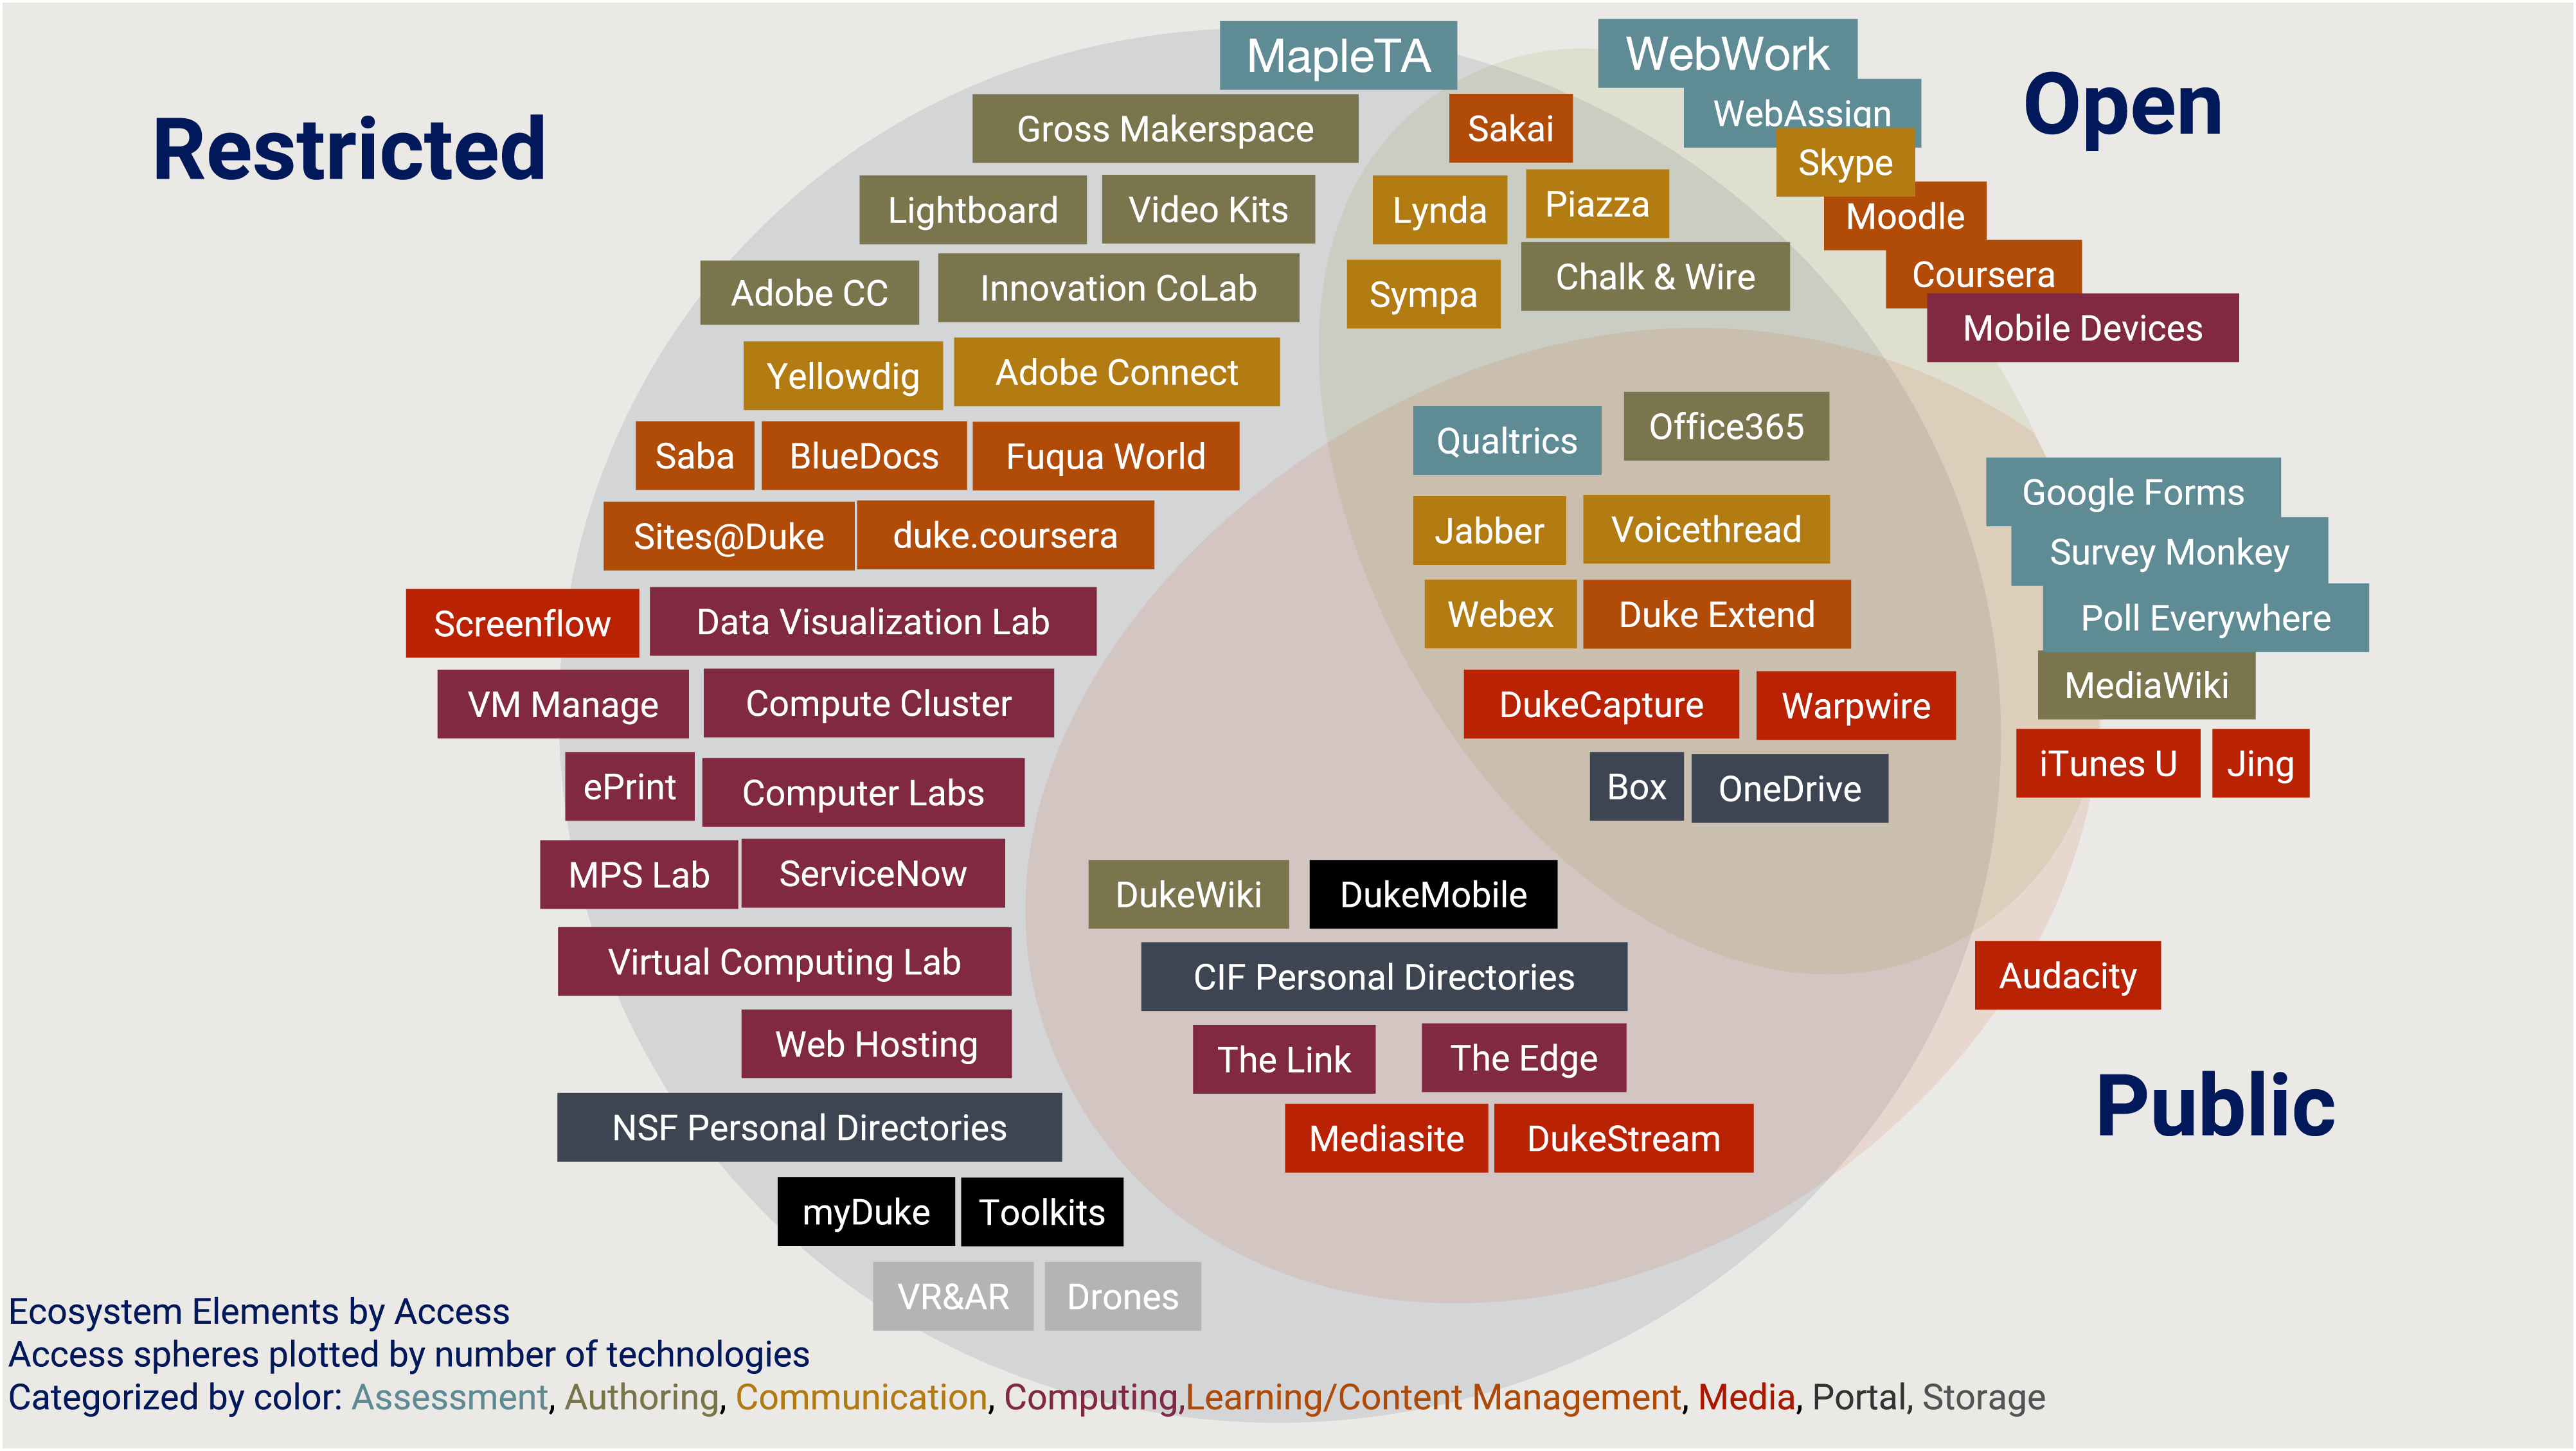 Restricted
Open
Public
MapleTA
WebWork
WebAssign
Skype
Moodle
Coursera
Mobile Devices
Gross Makerspace
Sakai
Lightboard
Video Kits
Lynda
Piazza
Adobe CC
Innovation CoLab
Sympa
Chalk & Wire
Yellowdig
Adobe Connect
Saba
BlueDocs
Fuqua World
Sites@Duke
duke.coursera
Screenflow
Data Visualization Lab
VM Manage
Compute Cluster
ePrint
Computer Labs
MPS Lab
ServiceNow
Virtual Computing Lab
Web Hosting
NSF Personal Directories
myDuke
Toolkits
VR&AR
Drones
Qualtrics
Office365
Jabber
Voicethread
Webex
Duke Extend
DukeCapture
Warpwire
Box
OneDrive
DukeWiki
DukeMobile
CIF Personal Directories
The Link
The Edge
Mediasite
DukeStream
Google Forms
Survey Monkey
Poll Everywhere
MediaWiki
iTunes U
Jing
Audacity
Ecosystem Elements by Access
Access spheres plotted by number of technologies
Categorized by color: Assessment, Authoring, Communication, Computing,Learning/Content Management, Media, Portal, Storage